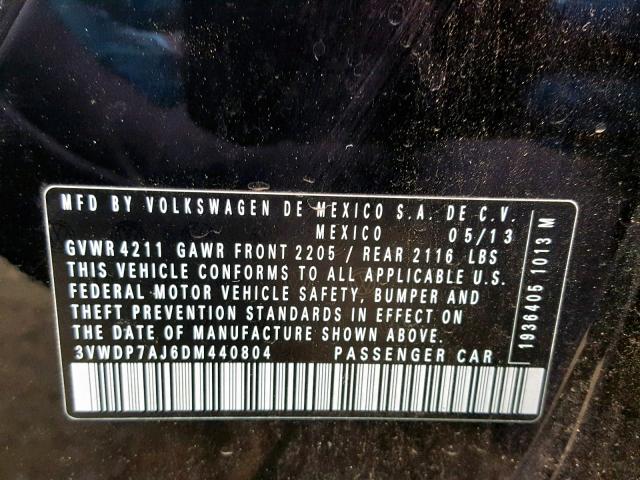 MFD BY VOLKSWAGEN DE MEXICO S.A. DE C.V.
MEXICO 05/13
GVWR 4211 GAWR FRONT 2205 / REAR 2116 LBS
THIS VEHICLE CONFORMS TO ALL APPLICABLE U.S.
FEDERAL MOTOR VEHICLE SAFETY, BUMPER AND
THEFT PREVENTION STANDARDS IN EFFECT ON
THE DATE OF MANUFACTURE SHOWN ABOVE.
3VWDP7AJ6DM440804 PASSENGER CAR
1936405 1013 M